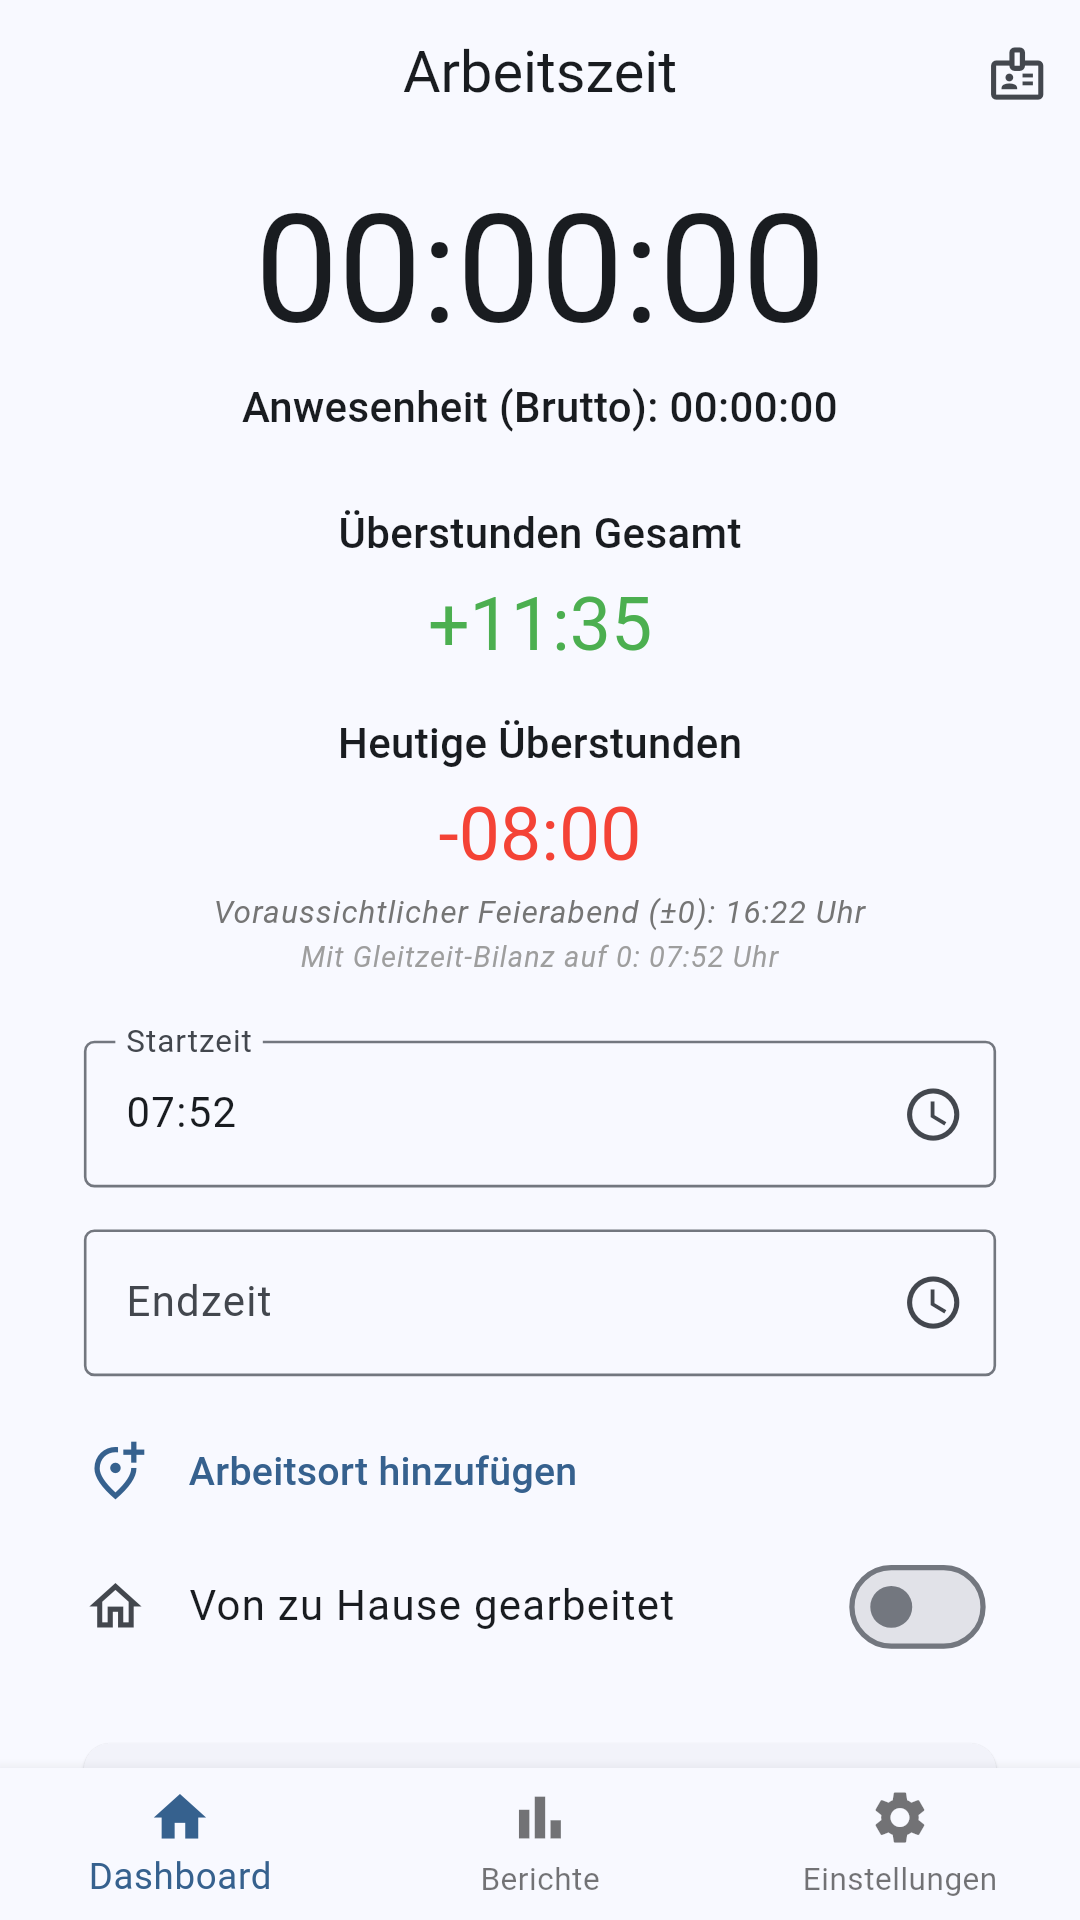 Arbeitszeit
00:00:00
Anwesenheit (Brutto): 00:00:00
Überstunden Gesamt
+11:35
Heutige Überstunden
-08:00
Voraussichtlicher Feierabend (±0): 16:22 Uhr
Mit Gleitzeit-Bilanz auf 0: 07:52 Uhr
Startzeit
07:52
Endzeit
Arbeitsort hinzufügen
Von zu Hause gearbeitet
Dashboard
Berichte
Einstellungen